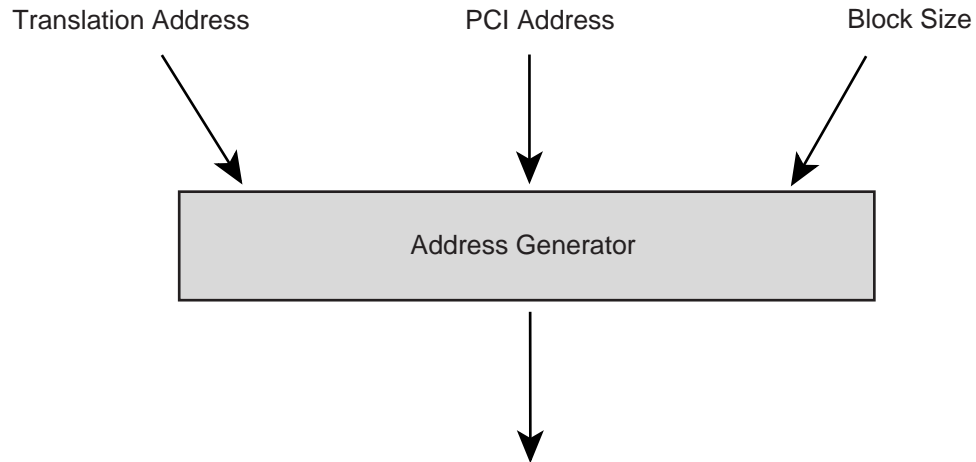 Translation Address
PCI Address
Block Size
Address Generator